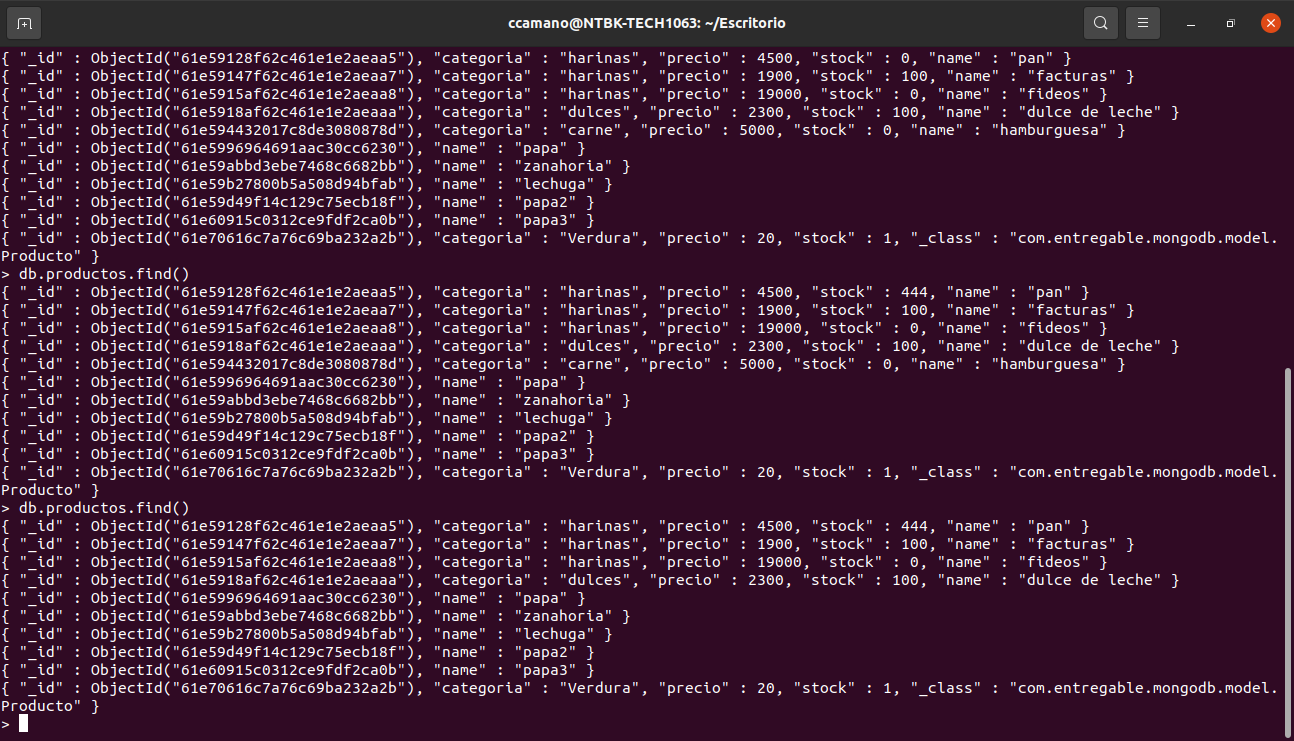 ccamano@NTBK-TECH1063: ~/Escritorio
{ "_id" : ObjectId("61e59128f62c461e1e2aeaa5"), "categoria" : "harinas", "precio" : 4500, "stock" : 0, "name" : "pan" }
{ "_id" : ObjectId("61e59147f62c461e1e2aeaa7"), "categoria" : "harinas", "precio" : 1900, "stock" : 100, "name" : "facturas" }
{ "_id" : ObjectId("61e5915af62c461e1e2aeaa8"), "categoria" : "harinas", "precio" : 19000, "stock" : 0, "name" : "fideos" }
{ "_id" : ObjectId("61e5918af62c461e1e2aeaaa"), "categoria" : "dulces", "precio" : 2300, "stock" : 100, "name" : "dulce de leche" }
{ "_id" : ObjectId("61e594432017c8de3080878d"), "categoria" : "carne", "precio" : 5000, "stock" : 0, "name" : "hamburguesa" }
{ "_id" : ObjectId("61e5996964691aac30cc6230"), "name" : "papa" }
{ "_id" : ObjectId("61e59abbd3ebe7468c6682bb"), "name" : "zanahoria" }
{ "_id" : ObjectId("61e59b27800b5a508d94bfab"), "name" : "lechuga" }
{ "_id" : ObjectId("61e59d49f14c129c75ecb18f"), "name" : "papa2" }
{ "_id" : ObjectId("61e60915c0312ce9fdf2ca0b"), "name" : "papa3" }
{ "_id" : ObjectId("61e70616c7a76c69ba232a2b"), "categoria" : "Verdura", "precio" : 20, "stock" : 1, "_class" : "com.entregable.mongodb.model.
Producto" }
> db.productos.find()
{ "_id" : ObjectId("61e59128f62c461e1e2aeaa5"), "categoria" : "harinas", "precio" : 4500, "stock" : 444, "name" : "pan" }
{ "_id" : ObjectId("61e59147f62c461e1e2aeaa7"), "categoria" : "harinas", "precio" : 1900, "stock" : 100, "name" : "facturas" }
{ "_id" : ObjectId("61e5915af62c461e1e2aeaa8"), "categoria" : "harinas", "precio" : 19000, "stock" : 0, "name" : "fideos" }
{ "_id" : ObjectId("61e5918af62c461e1e2aeaaa"), "categoria" : "dulces", "precio" : 2300, "stock" : 100, "name" : "dulce de leche" }
{ "_id" : ObjectId("61e594432017c8de3080878d"), "categoria" : "carne", "precio" : 5000, "stock" : 0, "name" : "hamburguesa" }
{ "_id" : ObjectId("61e5996964691aac30cc6230"), "name" : "papa" }
{ "_id" : ObjectId("61e59abbd3ebe7468c6682bb"), "name" : "zanahoria" }
{ "_id" : ObjectId("61e59b27800b5a508d94bfab"), "name" : "lechuga" }
{ "_id" : ObjectId("61e59d49f14c129c75ecb18f"), "name" : "papa2" }
{ "_id" : ObjectId("61e60915c0312ce9fdf2ca0b"), "name" : "papa3" }
{ "_id" : ObjectId("61e70616c7a76c69ba232a2b"), "categoria" : "Verdura", "precio" : 20, "stock" : 1, "_class" : "com.entregable.mongodb.model.
Producto" }
> db.productos.find()
{ "_id" : ObjectId("61e59128f62c461e1e2aeaa5"), "categoria" : "harinas", "precio" : 4500, "stock" : 444, "name" : "pan" }
{ "_id" : ObjectId("61e59147f62c461e1e2aeaa7"), "categoria" : "harinas", "precio" : 1900, "stock" : 100, "name" : "facturas" }
{ "_id" : ObjectId("61e5915af62c461e1e2aeaa8"), "categoria" : "harinas", "precio" : 19000, "stock" : 0, "name" : "fideos" }
{ "_id" : ObjectId("61e5918af62c461e1e2aeaaa"), "categoria" : "dulces", "precio" : 2300, "stock" : 100, "name" : "dulce de leche" }
{ "_id" : ObjectId("61e5996964691aac30cc6230"), "name" : "papa" }
{ "_id" : ObjectId("61e59abbd3ebe7468c6682bb"), "name" : "zanahoria" }
{ "_id" : ObjectId("61e59b27800b5a508d94bfab"), "name" : "lechuga" }
{ "_id" : ObjectId("61e59d49f14c129c75ecb18f"), "name" : "papa2" }
{ "_id" : ObjectId("61e60915c0312ce9fdf2ca0b"), "name" : "papa3" }
{ "_id" : ObjectId("61e70616c7a76c69ba232a2b"), "categoria" : "Verdura", "precio" : 20, "stock" : 1, "_class" : "com.entregable.mongodb.model.
Producto" }
>